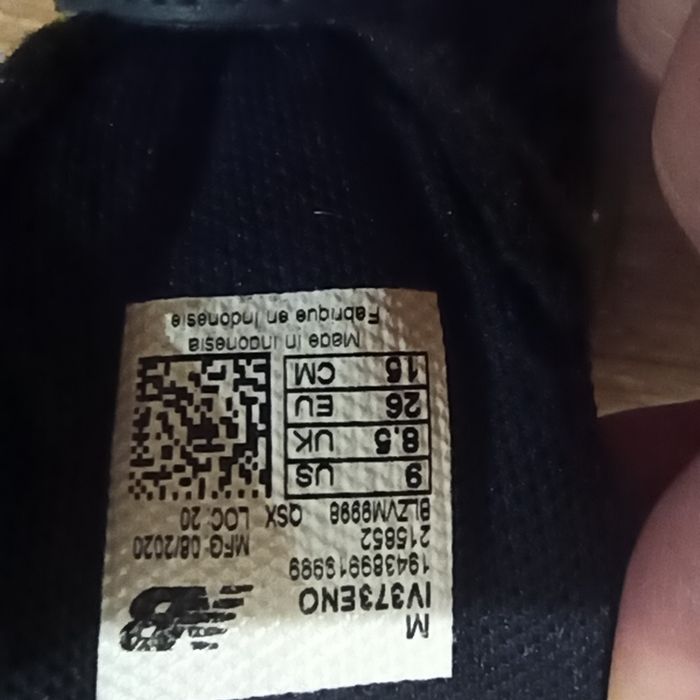 M
IV373ENO
194389913989
215852 MFG 08/2020
BLZVM9998 QSX LOC: 20
9 US
8.5 UK
26 EU
16 CM
Made in Indonesia
Fabrique en Indonesie